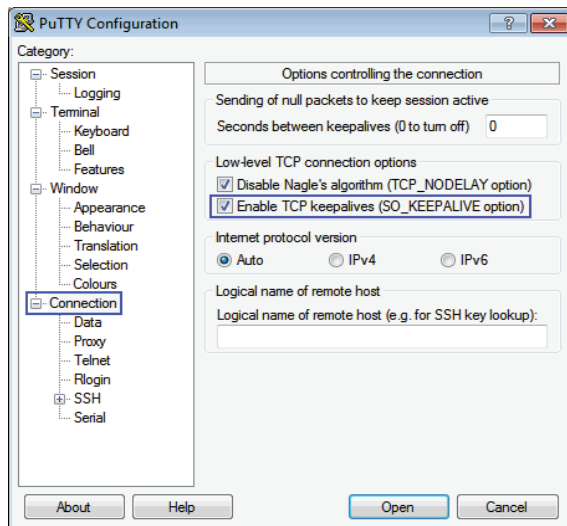 PuTTY Configuration
Category:
Session
Logging
Terminal
Keyboard
Bell
Features
Window
Appearance
Behaviour
Translation
Selection
Colours
Connection
Data
Proxy
Telnet
Rlogin
SSH
Serial
Options controlling the connection
Sending of null packets to keep session active
Seconds between keepalives (0 to turn off) 0
Low-level TCP connection options
Disable Nagle's algorithm (TCP_NODELAY option)
Enable TCP keepalives (SO_KEEPALIVE option)
Internet protocol version
Auto IPv4 IPv6
Logical name of remote host
Logical name of remote host (e.g. for SSH key lookup):
About Help Open Cancel